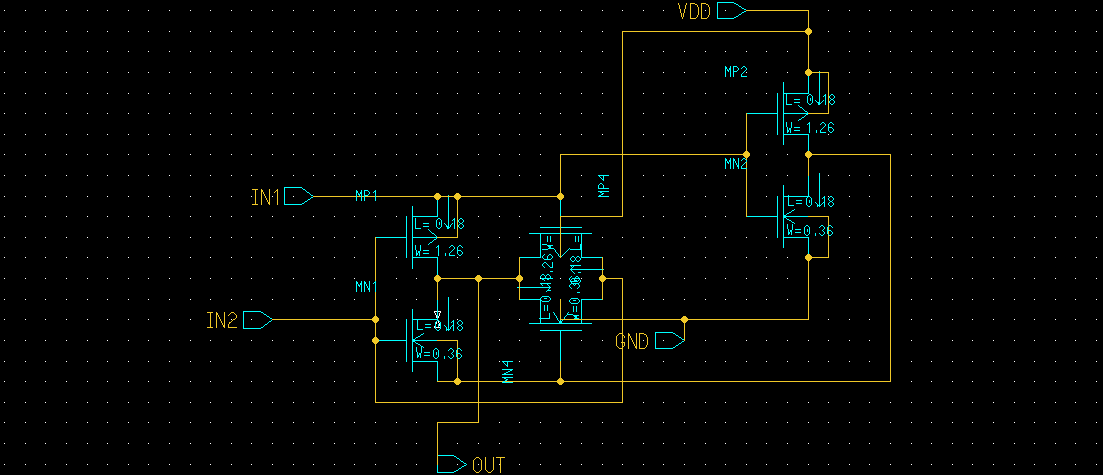 VDD
MP2
L= 0.18
W= 1.26
MN2
MP4
IN1
MP1
L= 0.18
L= 0.18
W= 0.36
W= 1.26
MN1
IN2
L= 0.18
W= 0.36
GND
MN4
OUT